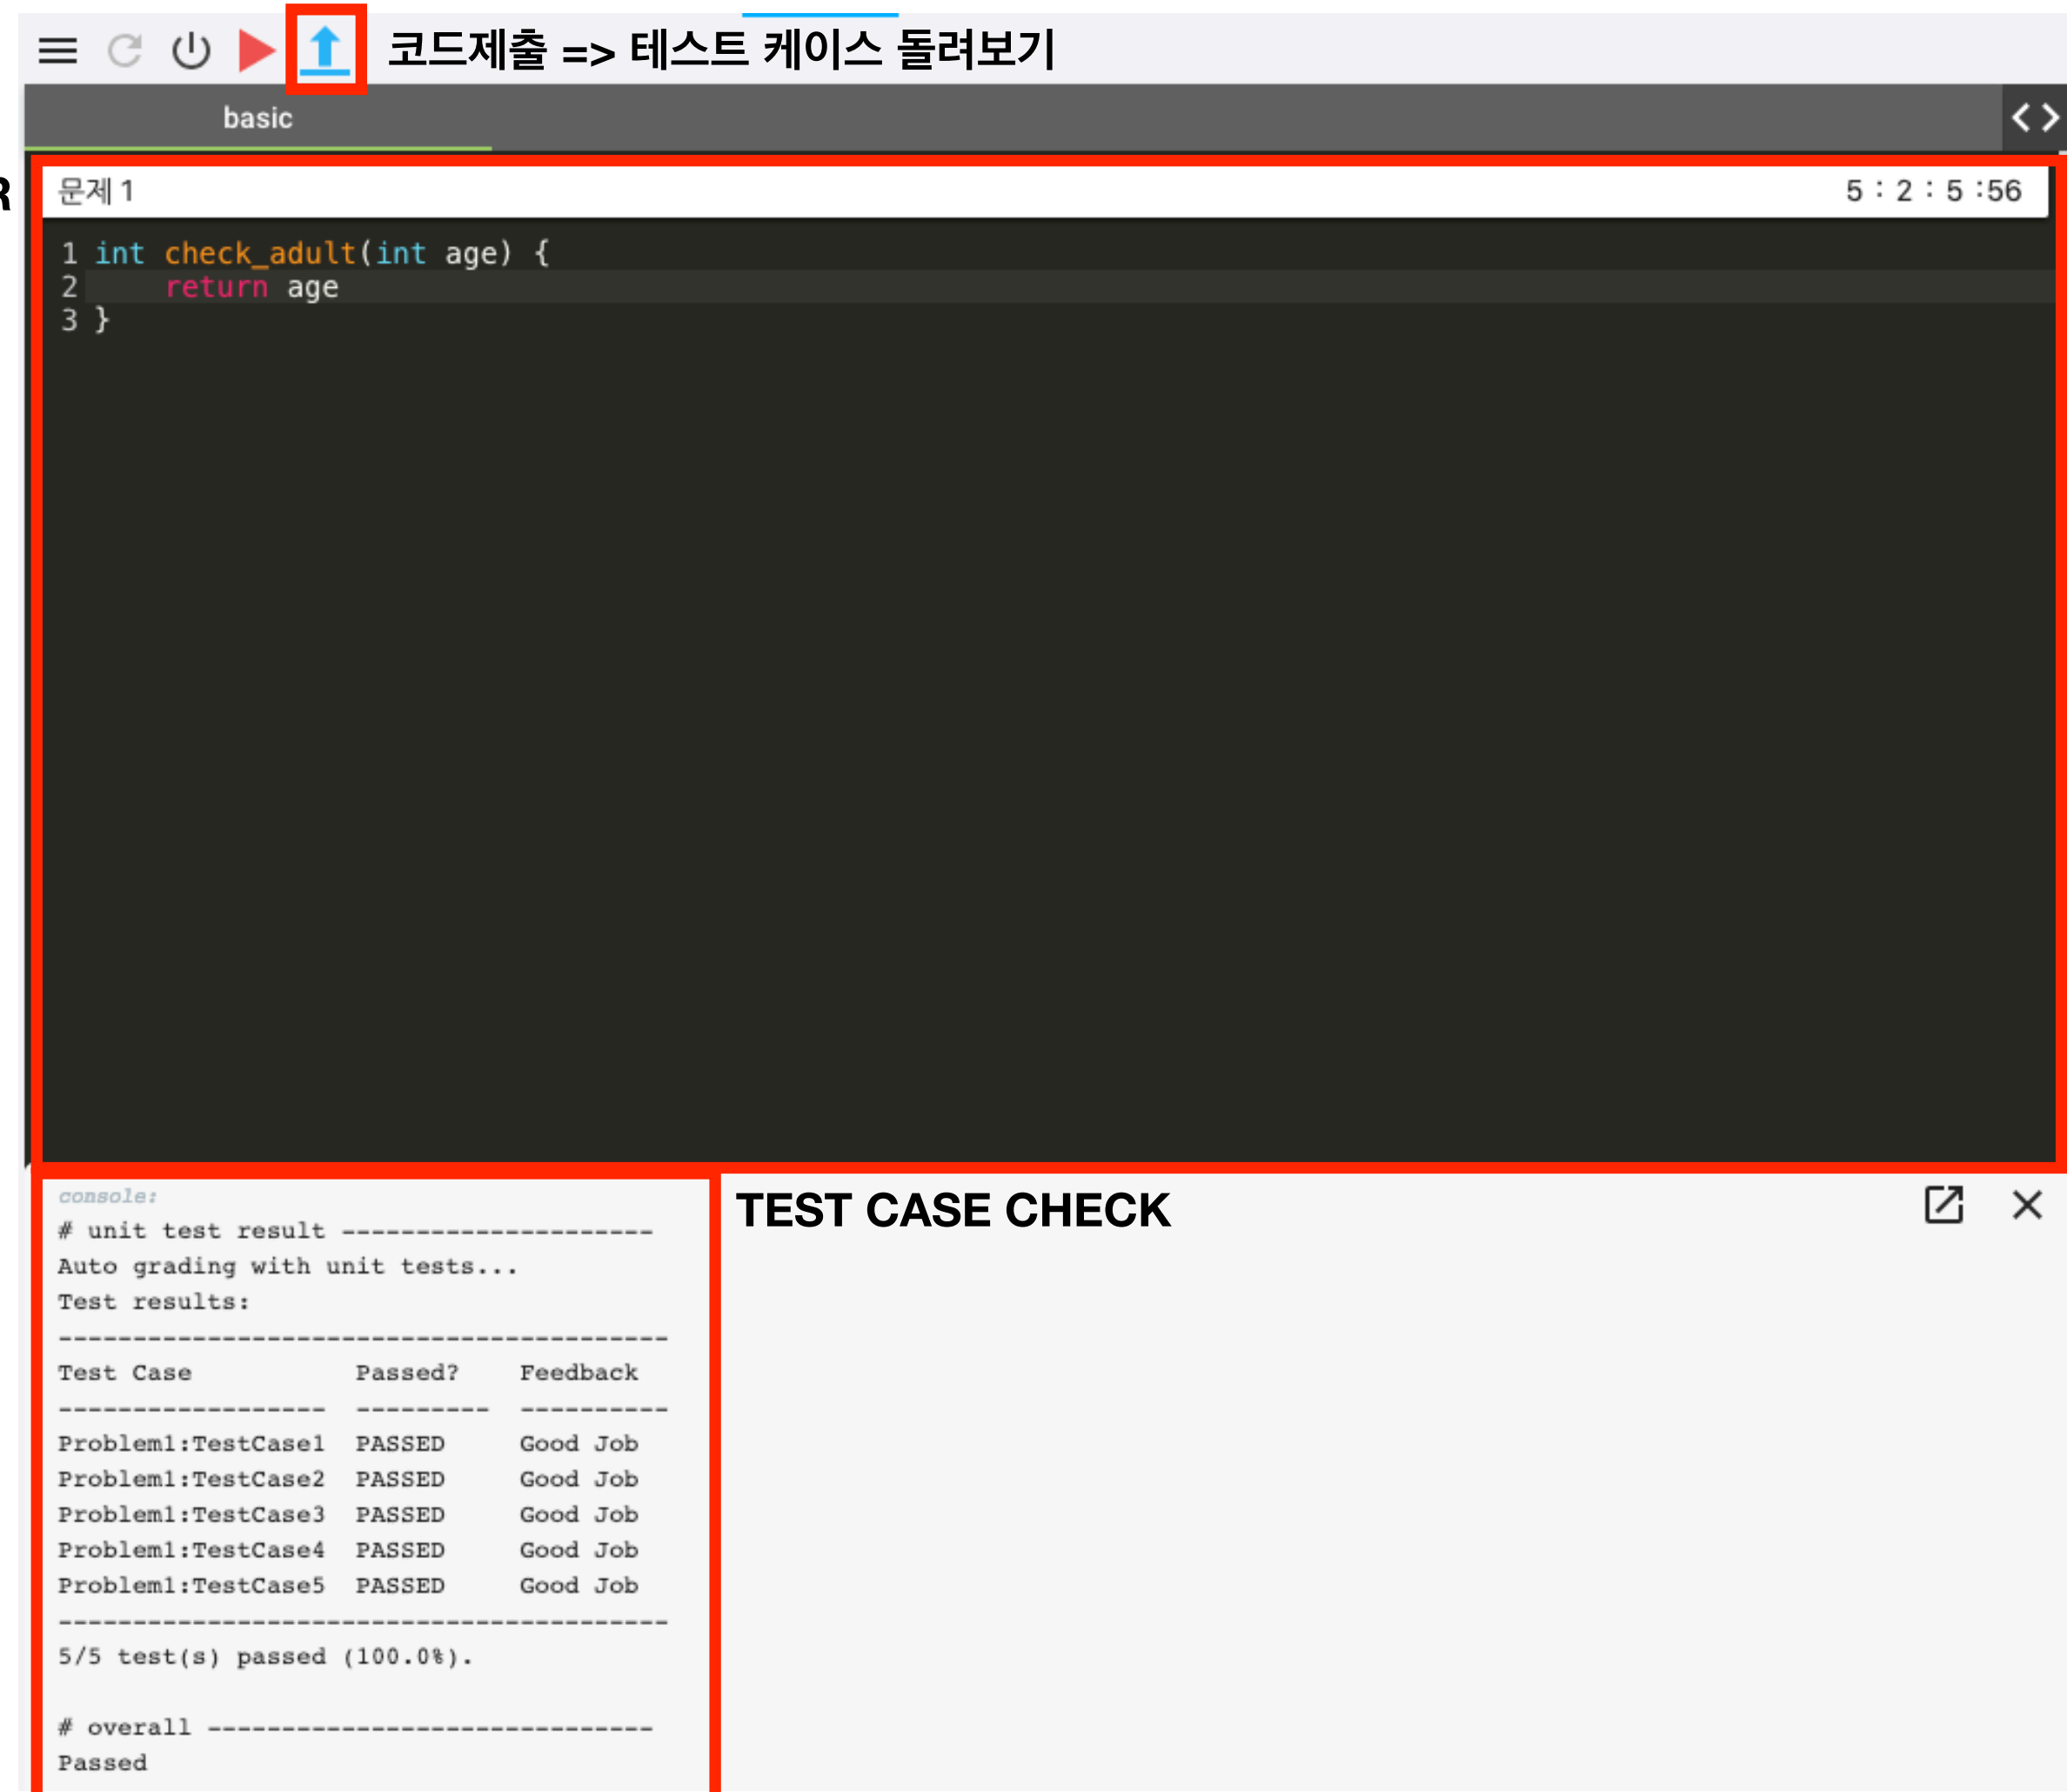 코드제출 => 테스트 케이스 돌려보기
basic
R
문제 1
5 : 2 : 5 :56
1 int check_adult(int age) {
2     return age
3 }
console:
# unit test result ---------------------
Auto grading with unit tests...
Test results:
-----------------------------------------
Test Case           Passed?    Feedback
------------------  ---------  ----------
Problem1:TestCase1  PASSED     Good Job
Problem1:TestCase2  PASSED     Good Job
Problem1:TestCase3  PASSED     Good Job
Problem1:TestCase4  PASSED     Good Job
Problem1:TestCase5  PASSED     Good Job
-----------------------------------------
5/5 test(s) passed (100.0%).
# overall ------------------------------
Passed
TEST CASE CHECK